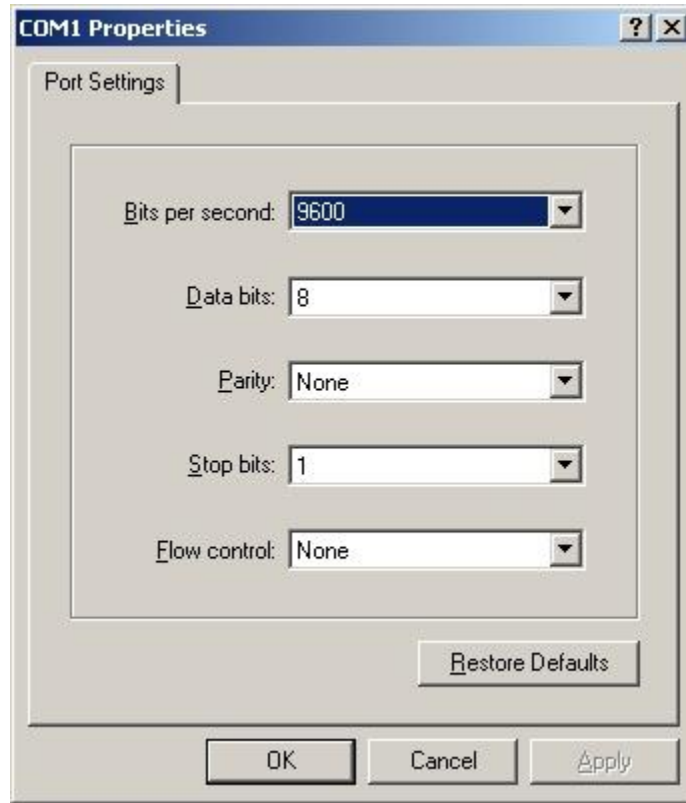 COM1 Properties
Port Settings
Bits per second: 9600
Data bits: 8
Parity: None
Stop bits: 1
Flow control: None
Restore Defaults
OK Cancel Apply